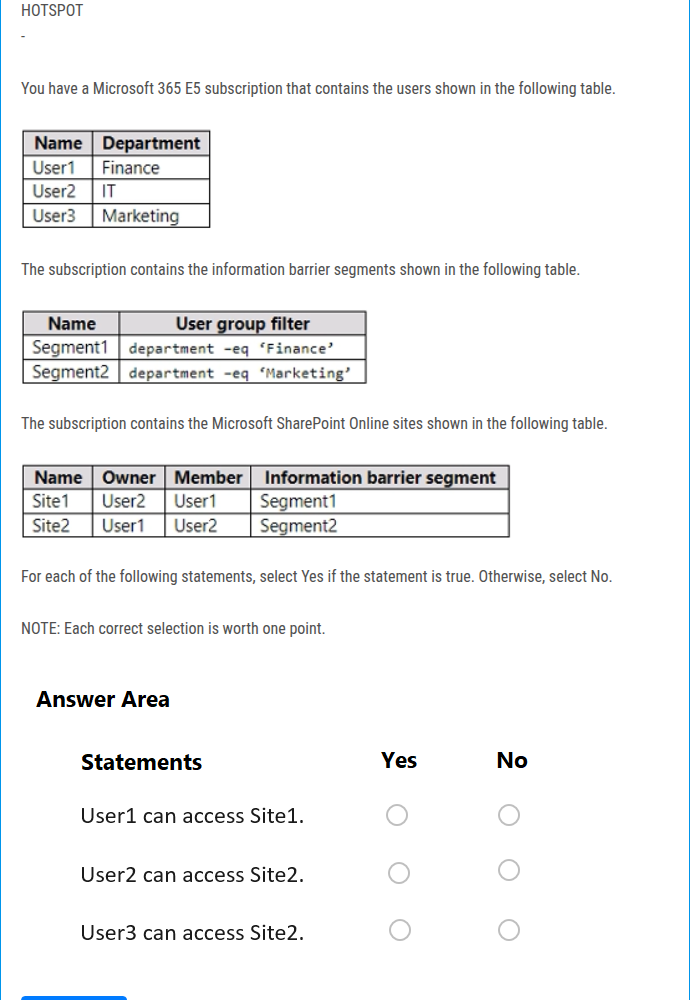 HOTSPOT
-
You have a Microsoft 365 E5 subscription that contains the users shown in the following table.
Name Department
User1 Finance
User2 IT
User3 Marketing
The subscription contains the information barrier segments shown in the following table.
Name User group filter
Segment1 department -eq ‘Finance’
Segment2 department -eq ‘Marketing’
The subscription contains the Microsoft SharePoint Online sites shown in the following table.
Name Owner Member Information barrier segment
Site1 User2 User1 Segment1
Site2 User1 User2 Segment2
For each of the following statements, select Yes if the statement is true. Otherwise, select No.
NOTE: Each correct selection is worth one point.
Answer Area
Statements Yes No
User1 can access Site1.
User2 can access Site2.
User3 can access Site2.